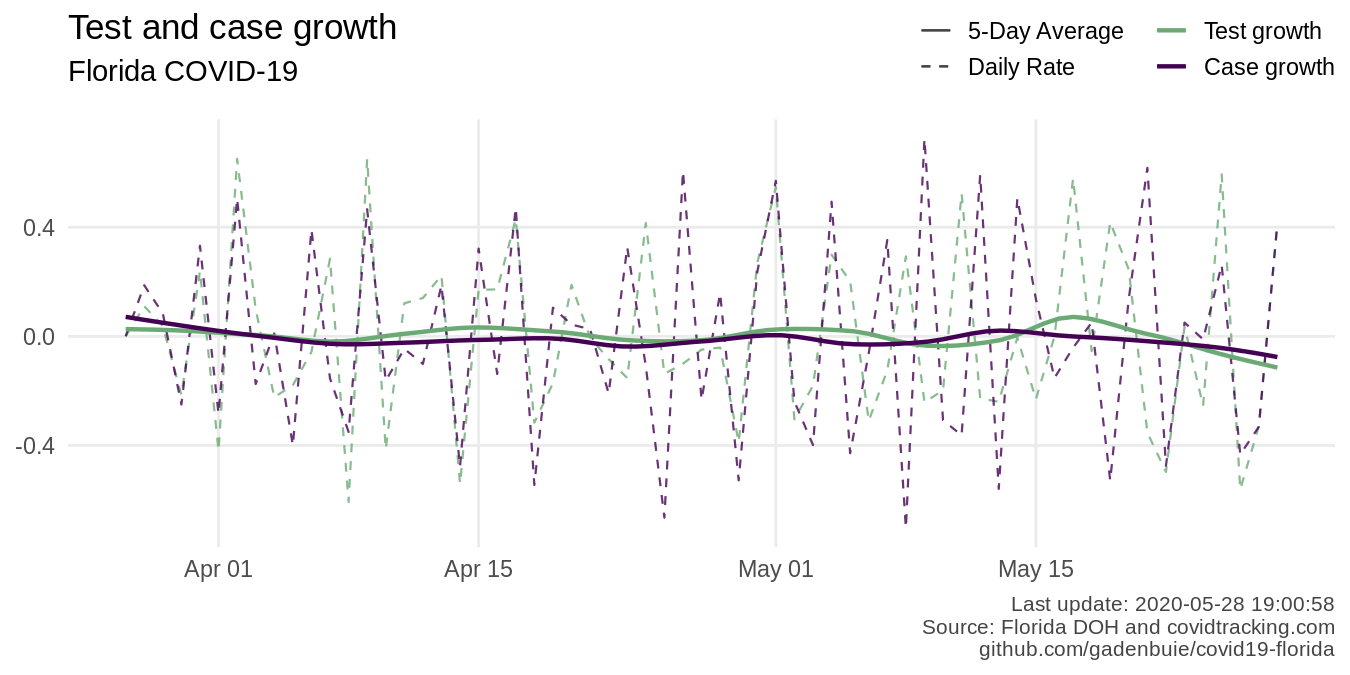 Test and case growth
Florida COVID-19
5-Day Average
Test growth
Daily Rate
Case growth
0.4
0.0
-0.4
Apr 01
Apr 15
May 01
May 15
Last update: 2020-05-28 19:00:58
Source: Florida DOH and covidtracking.com
github.com/gadenbuie/covid19-florida